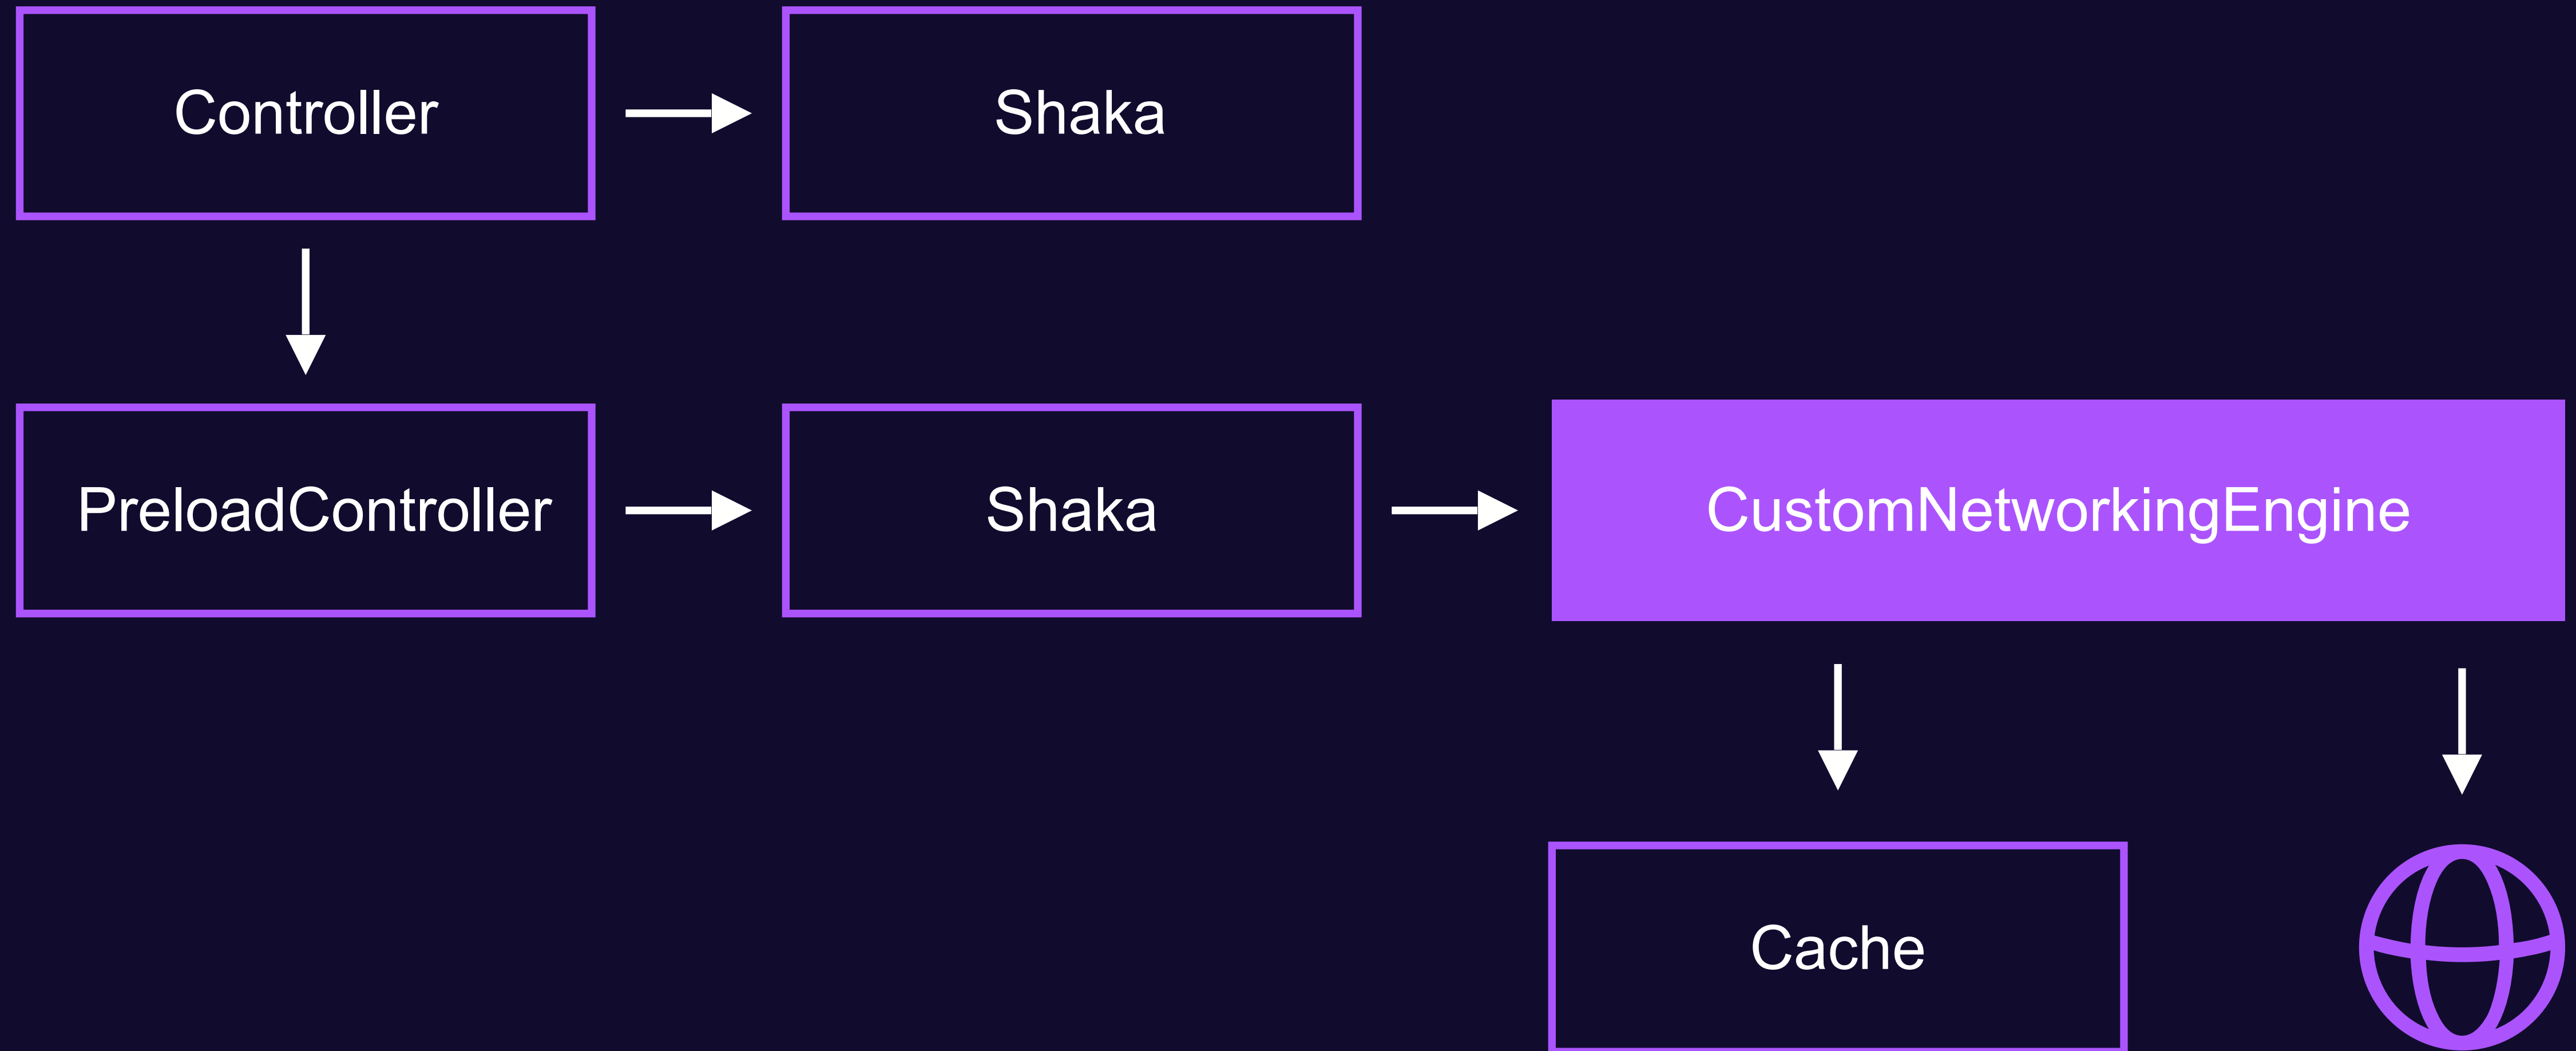 Controller
Shaka
PreloadController
Shaka
CustomNetworkingEngine
Cache